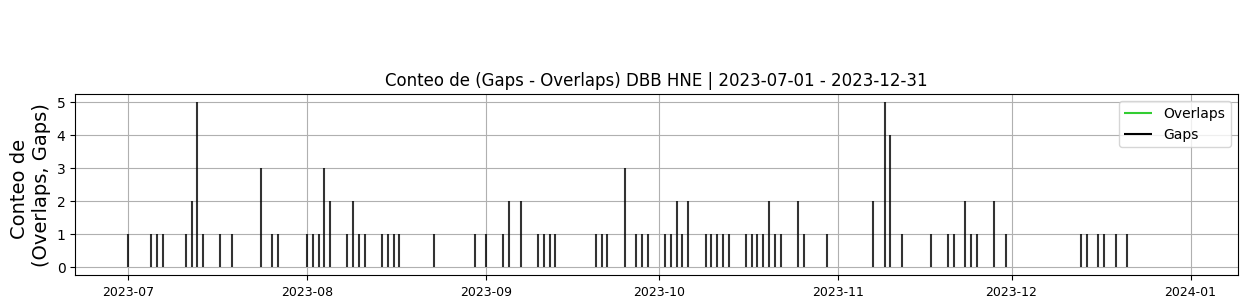 Conteo de (Gaps - Overlaps) DBB HNE | 2023-07-01 - 2023-12-31
Conteo de
(Overlaps, Gaps)
5
4
3
2
1
0
Overlaps
Gaps
2023-07
2023-08
2023-09
2023-10
2023-11
2023-12
2024-01